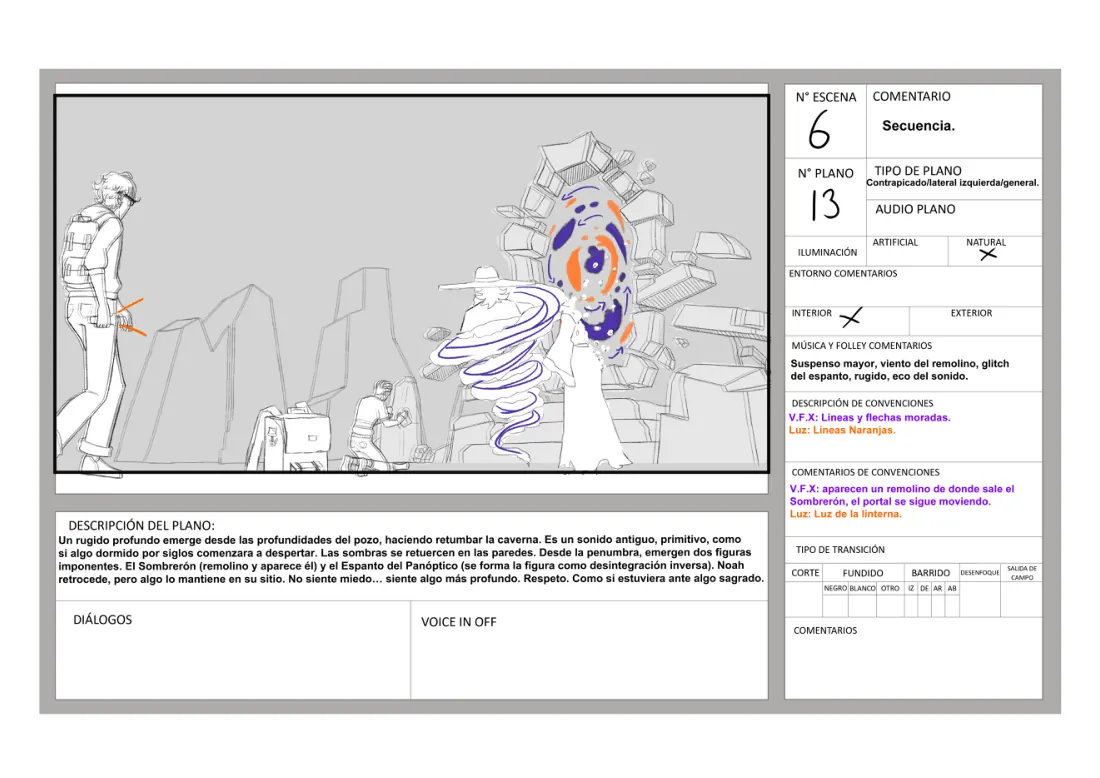 N° ESCENA
6
COMENTARIO
Secuencia.
N° PLANO
13
TIPO DE PLANO
Contrapicado/lateral izquierda/general.
AUDIO PLANO
ILUMINACIÓN
ARTIFICIAL
NATURAL
X
ENTORNO COMENTARIOS
INTERIOR X
EXTERIOR
MÚSICA Y FOLLEY COMENTARIOS
Suspenso mayor, viento del remolino, glitch
del espanto, rugido, eco del sonido.
DESCRIPCIÓN DE CONVENCIONES
V.F.X: Lineas y flechas moradas.
Luz: Lineas Naranjas.
COMENTARIOS DE CONVENCIONES
V.F.X: aparecen un remolino de donde sale el
Sombrerón, el portal se sigue moviendo.
Luz: Luz de la linterna.
TIPO DE TRANSICIÓN
CORTE
FUNDIDO
BARRIDO
DESENFOQUE
SALIDA DE
CAMPO
NEGRO BLANCO OTRO IZ DE AR AB
COMENTARIOS
DESCRIPCIÓN DEL PLANO:
Un rugido profundo emerge desde las profundidades del pozo, haciendo retumbar la caverna. Es un sonido antiguo, primitivo, como
si algo dormido por siglos comenzara a despertar. Las sombras se retuercen en las paredes. Desde la penumbra, emergen dos figuras
imponentes. El Sombrerón (remolino y aparece él) y el Espanto del Panóptico (se forma la figura como desintegración inversa). Noah
retrocede, pero algo lo mantiene en su sitio. No siente miedo… siente algo más profundo. Respeto. Como si estuviera ante algo sagrado.
DIÁLOGOS
VOICE IN OFF